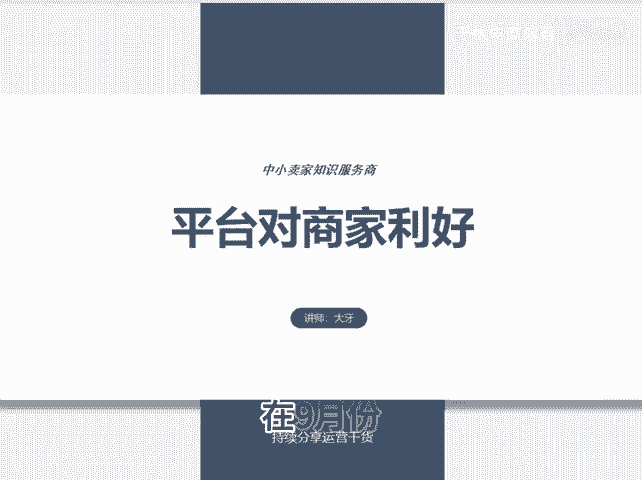 中小卖家知识服务商
平台对商家利好
讲师：大牙
在9月份
持续分享运营干货